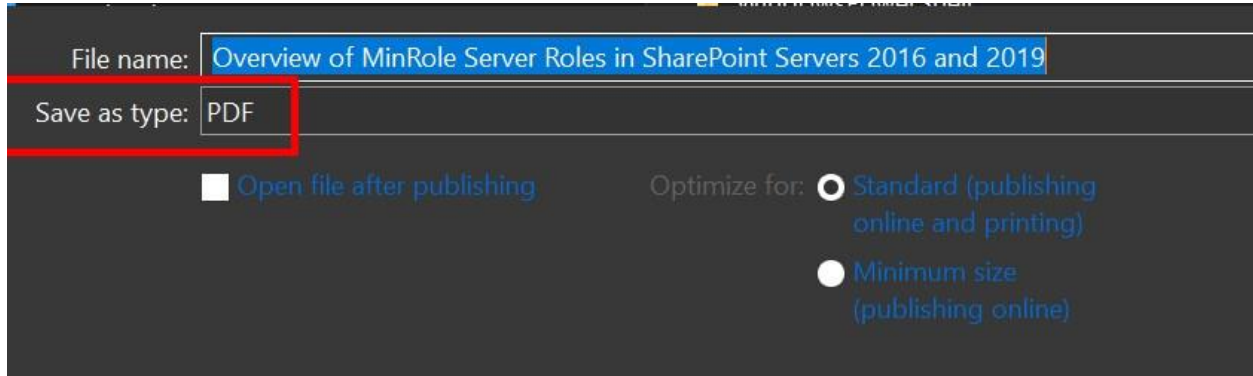 File name: Overview of MinRole Server Roles in SharePoint Servers 2016 and 2019
Save as type: PDF
Open file after publishing
Optimize for: Standard (publishing
online and printing)
Minimum size
(publishing online)